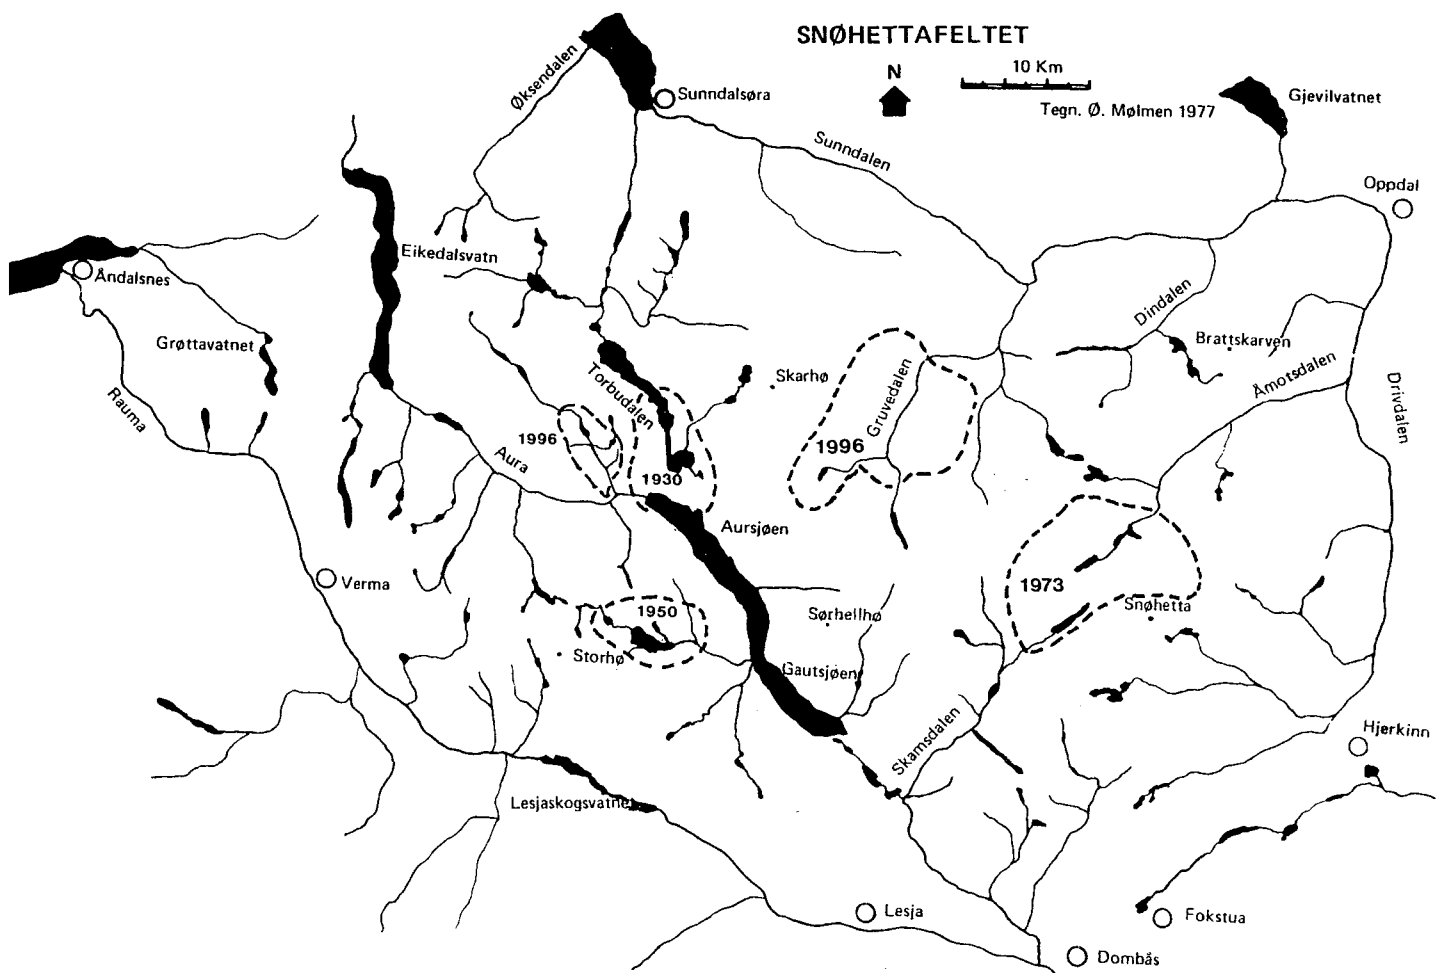 SNØHETTAFELTET
N
10 Km
Tegn. Ø. Mølmen 1977
Øksendalen
Sunndalsøra
Gjevilvatnet
Sunndalen
Oppdal
Eikedalsvatn
Åndalsnes
Dindalen
Grøttavatnet
Brattskarven
Torbudalen
Skarhø
Gruvedalen
Åmotsdalen
Rauma
Drivdalen
1996
Aura
1996
1930
Aursjøen
Verma
1973
Snøhetta
1950
Sørhellhø
Storhø
Gautsjøen
Skamsdalen
Hjerkinn
Lesjaskogsvatnet
Lesja
Fokstua
Dombås